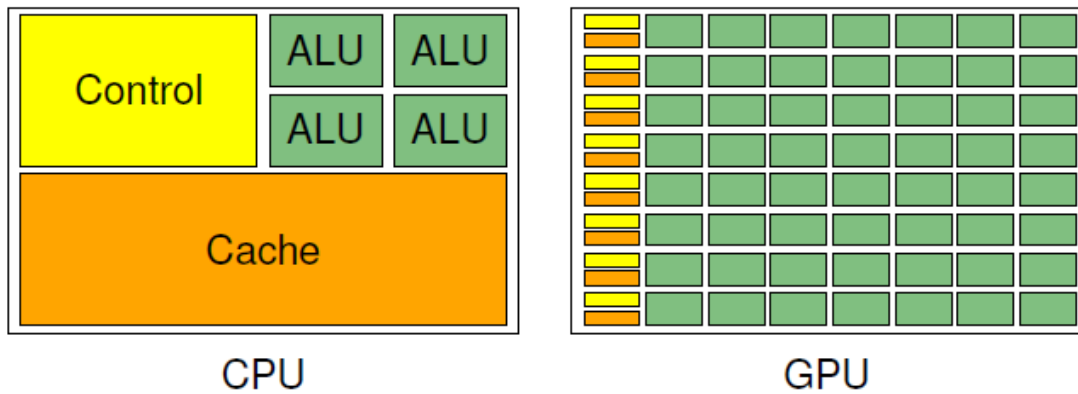 Control
ALU ALU
ALU ALU
Cache
CPU
GPU